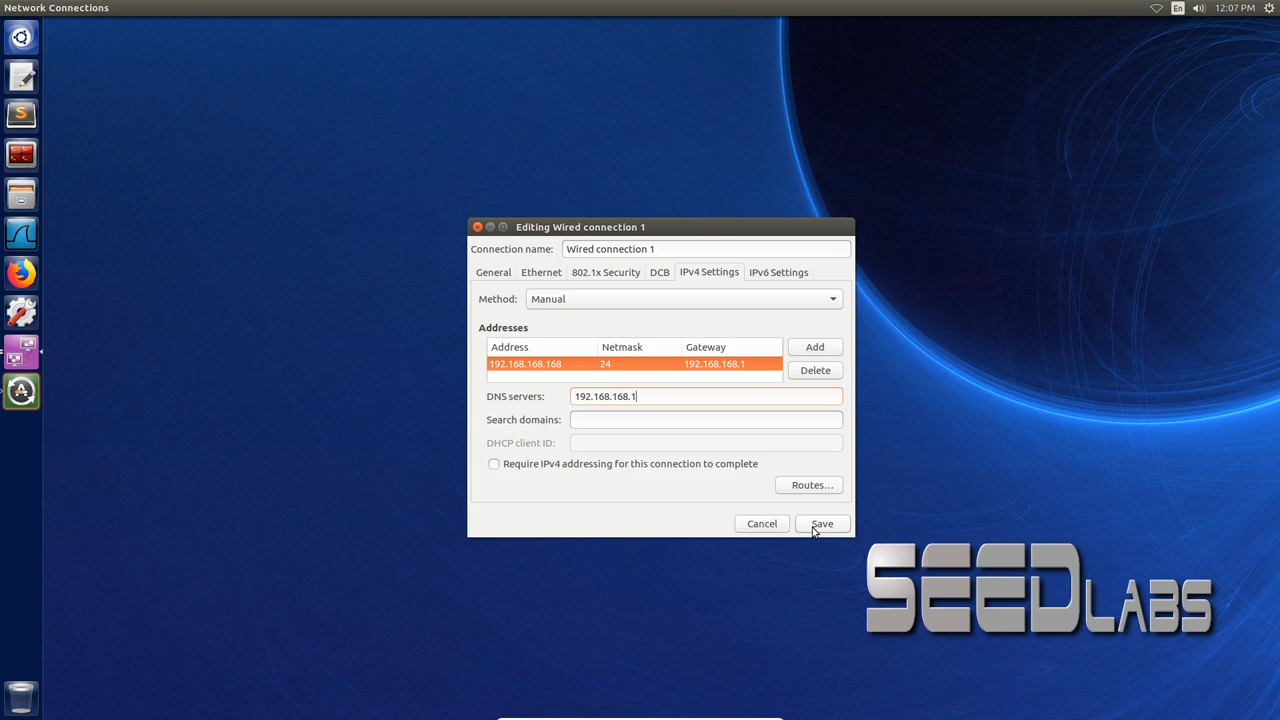 Network Connections
En
12:07 PM
Editing Wired connection 1
Connection name: Wired connection 1
General Ethernet 802.1x Security DCB IPv4 Settings IPv6 Settings
Method: Manual
Addresses
Address Netmask Gateway
192.168.168.168 24 192.168.168.1
Add
Delete
DNS servers: 192.168.168.1
Search domains:
DHCP client ID:
Require IPv4 addressing for this connection to complete
Routes...
Cancel Save
SEEDLABS